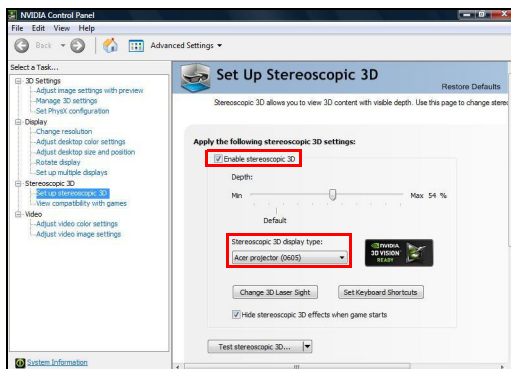 NVIDIA Control Panel
File Edit View Help
Back Advanced Settings
Select a Task...
3D Settings
Adjust image settings with preview
Manage 3D settings
Set PhysX configuration
Display
Change resolution
Adjust desktop color settings
Adjust desktop size and position
Rotate display
Set up multiple displays
Stereoscopic 3D
Set up stereoscopic 3D
View compatibility with games
Video
Adjust video color settings
Adjust video image settings
System Information
Set Up Stereoscopic 3D
Restore Defaults
Stereoscopic 3D allows you to view 3D content with visible depth. Use this page to change stere
Apply the following stereoscopic 3D settings:
Enable stereoscopic 3D
Depth:
Min Max 54 %
Default
Stereoscopic 3D display type:
Acer projector (0605)
NVIDIA
3D VISION
READY
Change 3D Laser Sight Set Keyboard Shortcuts
Hide stereoscopic 3D effects when game starts
Test stereoscopic 3D...